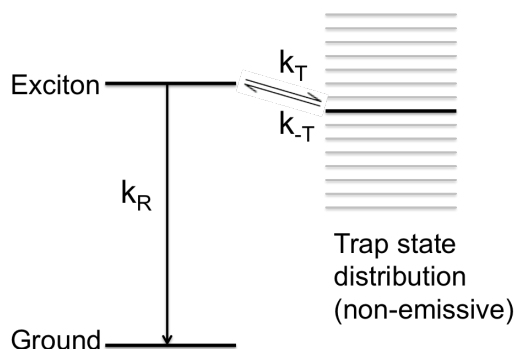 Exciton
k_T
k_-T
k_R
Trap state
distribution
(non-emissive)
Ground